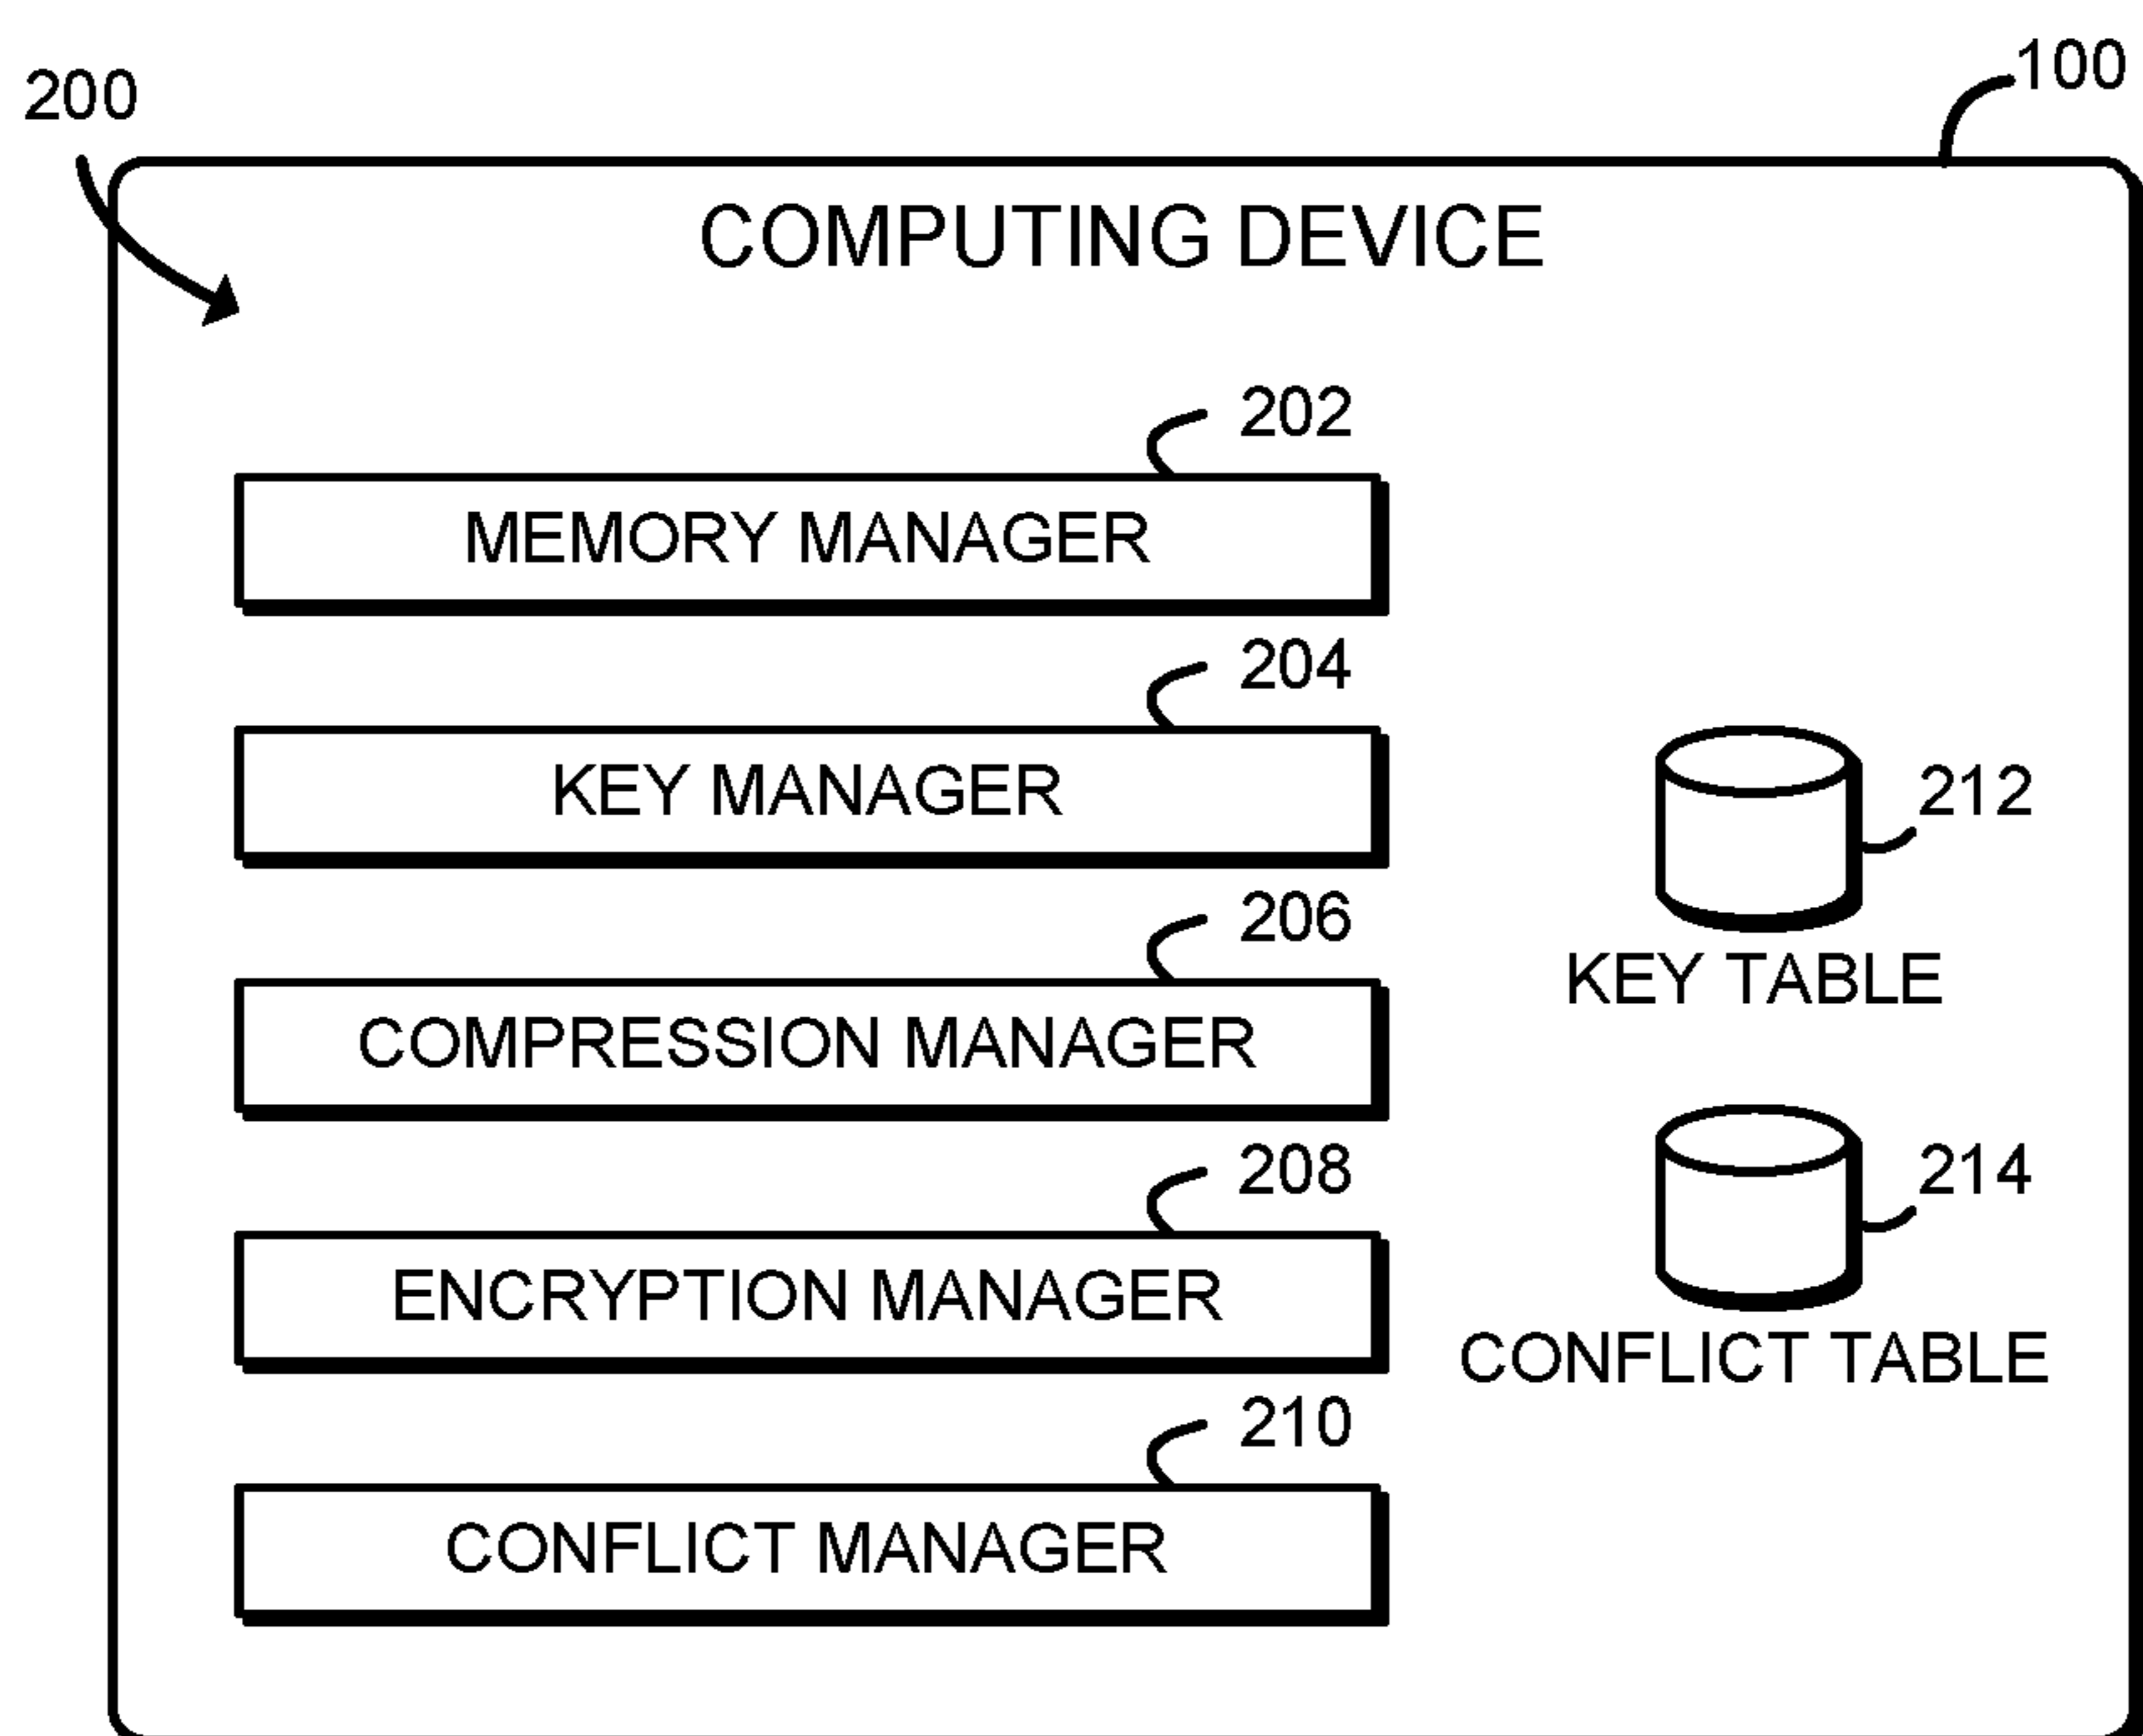 200
100
COMPUTING DEVICE
202
MEMORY MANAGER
204
KEY MANAGER
212
206
KEY TABLE
COMPRESSION MANAGER
208
214
ENCRYPTION MANAGER
CONFLICT TABLE
210
CONFLICT MANAGER